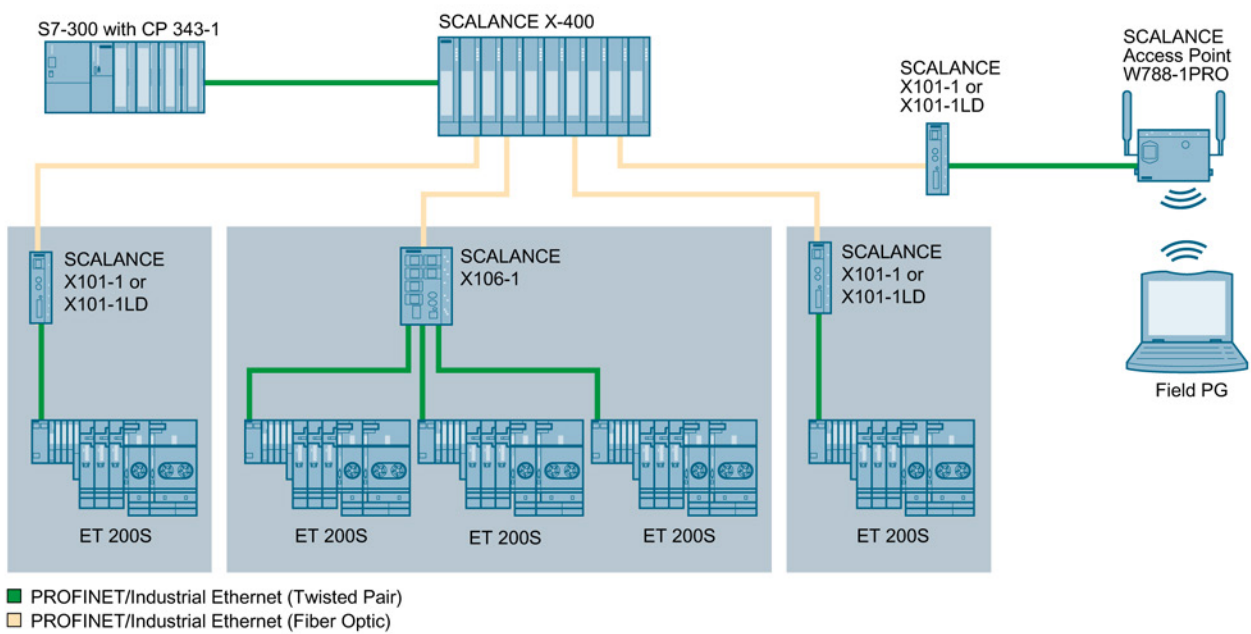 S7-300 with CP 343-1
SCALANCE X-400
SCALANCE
X101-1 or
X101-1LD
SCALANCE
Access Point
W788-1PRO
SCALANCE
X101-1 or
X101-1LD
SCALANCE
X106-1
SCALANCE
X101-1 or
X101-1LD
Field PG
ET 200S
ET 200S
ET 200S
ET 200S
ET 200S
PROFINET/Industrial Ethernet (Twisted Pair)
PROFINET/Industrial Ethernet (Fiber Optic)